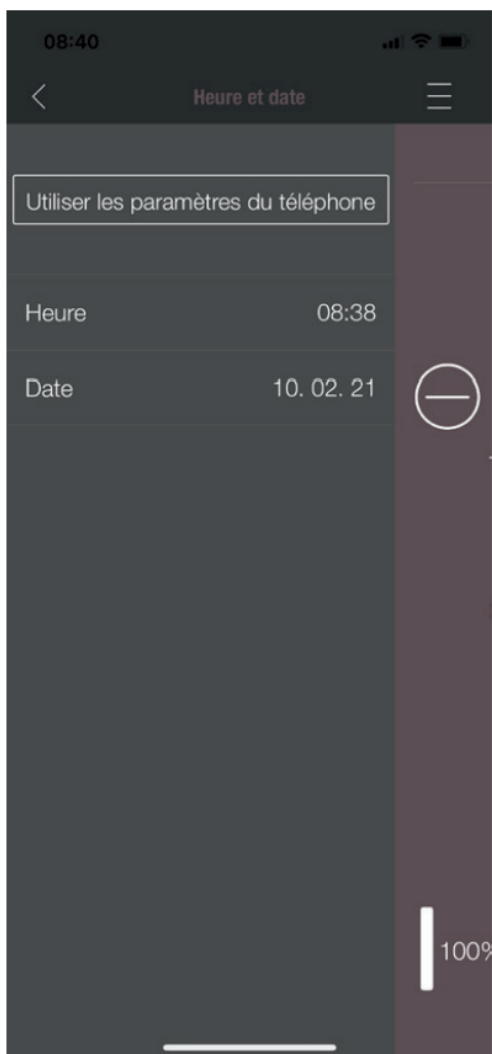 08:40
Heure et date
Utiliser les paramètres du téléphone
Heure 08:38
Date 10. 02. 21
100%